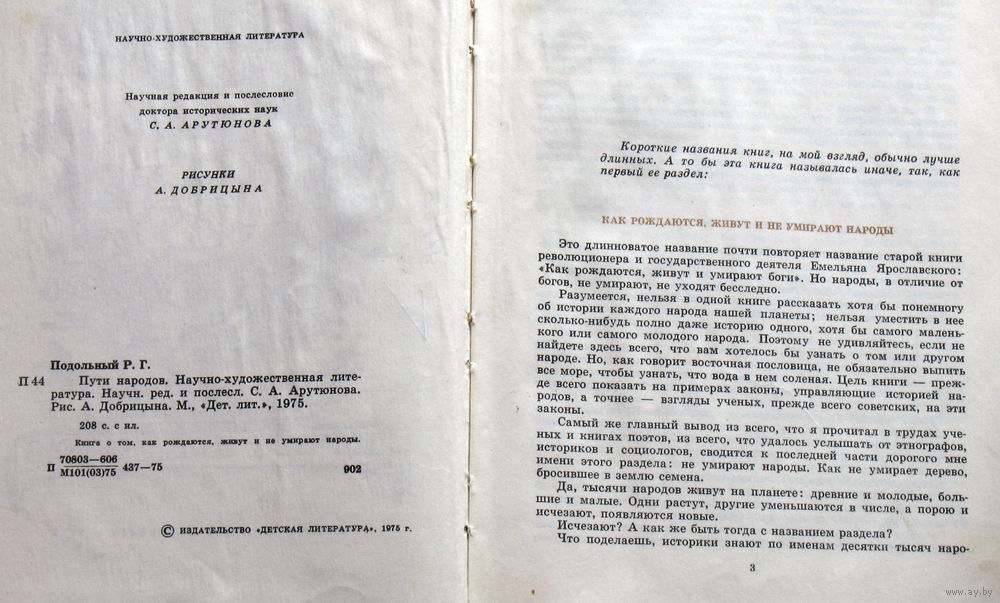 НАУЧНО-ХУДОЖЕСТВЕННАЯ ЛИТЕРАТУРА
Научная редакция и послесловие
доктора исторических наук
С. А. АРУТЮНОВА
РИСУНКИ
А. ДОБРИЦЫНА
Подольный Р. Г.
П 44 Пути народов. Научно-художественная лите-
ратура. Научн. ред. и послесл. С. А. Арутюнова.
Рис. А. Добрицына. М., «Дет. лит.», 1975.
208 с. с ил.
Книга о том, как рождаются, живут и не умирают народы.
70803—606
П М101(03)75 437—75 902
© ИЗДАТЕЛЬСТВО «ДЕТСКАЯ ЛИТЕРАТУРА», 1975 г.
Короткие названия книг, на мой взгляд, обычно лучше
длинных. А то бы эта книга называлась иначе, так, как
первый ее раздел:
КАК РОЖДАЮТСЯ, ЖИВУТ И НЕ УМИРАЮТ НАРОДЫ
Это длинноватое название почти повторяет название старой книги
революционера и государственного деятеля Емельяна Ярославского:
«Как рождаются, живут и умирают боги». Но народы, в отличие от
богов, не умирают, не уходят бесследно.
Разумеется, нельзя в одной книге рассказать хотя бы понемногу
об истории каждого народа нашей планеты; нельзя уместить в нее
сколько-нибудь полно даже историю одного, хотя бы самого малень-
кого или самого молодого народа. Поэтому не удивляйтесь, если не
найдете здесь всего, что вам хотелось бы узнать о том или другом
народе. Но, как говорит восточная пословица, не обязательно выпить
все море, чтобы узнать, что вода в нем соленая. Цель книги — преж-
де всего показать на примерах законы, управляющие историей на-
родов, а точнее — взгляды ученых, прежде всего советских, на эти
законы.
Самый же главный вывод из всего, что я прочитал в трудах уче-
ных и книгах поэтов, из всего, что удалось услышать от этнографов,
историков и социологов, сводится к последней части дорогого мне
имени этого раздела: не умирают народы. Как не умирает дерево,
бросившее в землю семена.
Да, тысячи народов живут на планете: древние и молодые, боль-
шие и малые. Одни растут, другие уменьшаются в числе, а порою и
исчезают, появляются новые.
Исчезают? А как же быть тогда с названием раздела?
Что поделаешь, историки знают по именам десятки тысяч наро-
3
www.ay.by